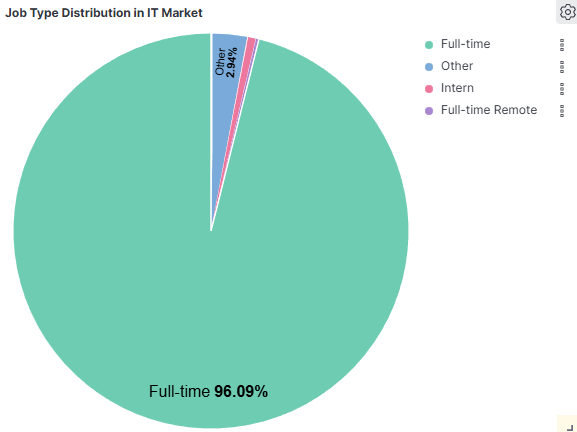 Job Type Distribution in IT Market
Full-time
Other
Intern
Full-time Remote
Other
2.94%
Full-time 96.09%